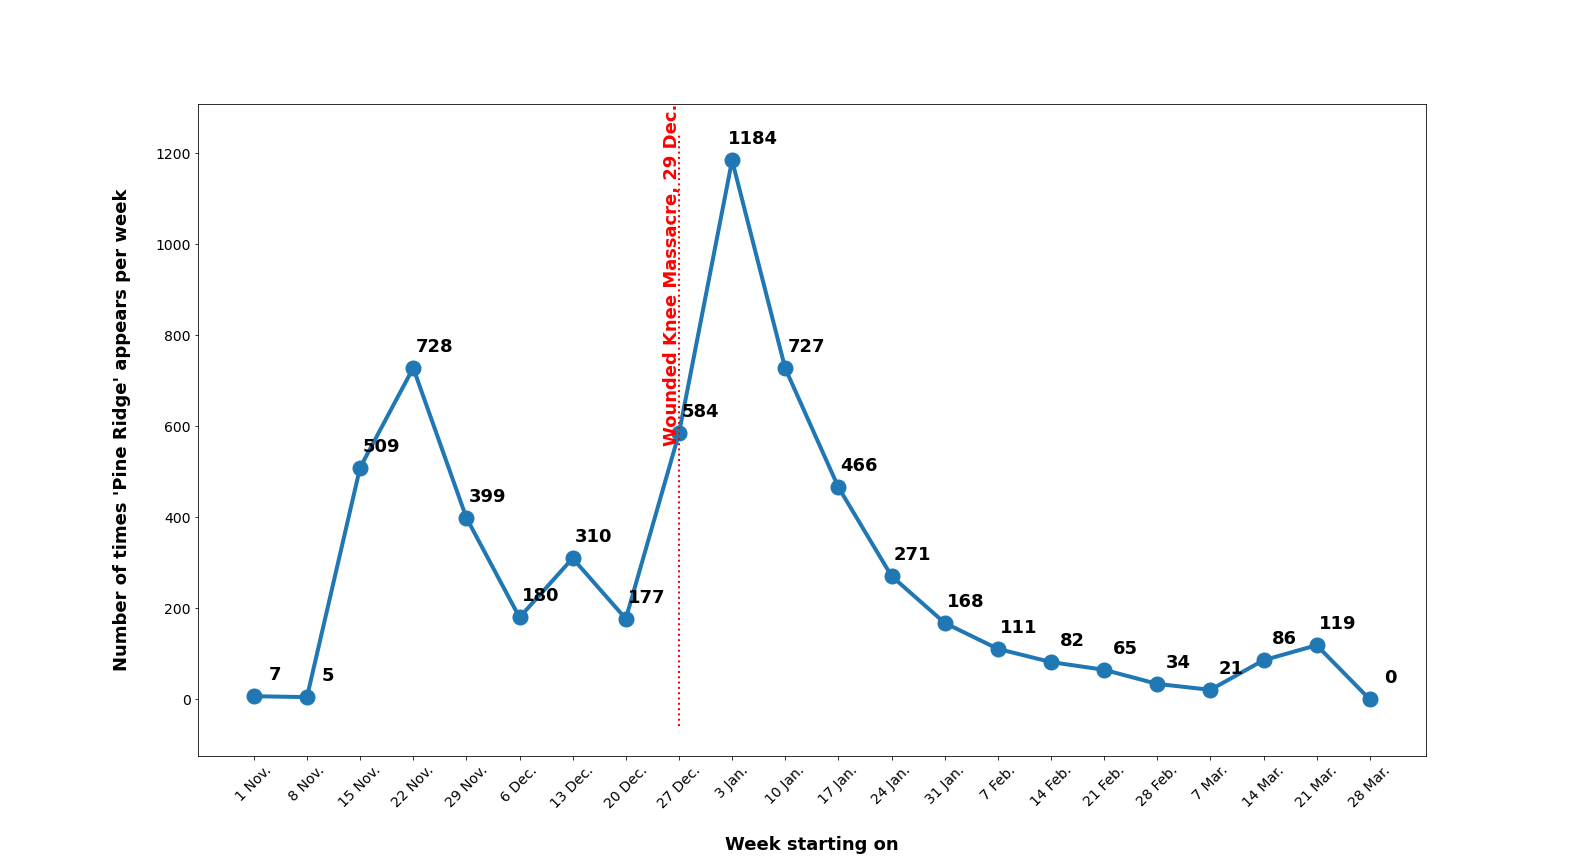 Number of times 'Pine Ridge' appears per week
1200
1000
800
600
400
200
0
Wounded Knee Massacre, 29 Dec.
7
5
509
728
399
180
310
177
584
1184
727
466
271
168
111
82
65
34
21
86
119
0
1 Nov.
8 Nov.
15 Nov.
22 Nov.
29 Nov.
6 Dec.
13 Dec.
20 Dec.
27 Dec.
3 Jan.
10 Jan.
17 Jan.
24 Jan.
31 Jan.
7 Feb.
14 Feb.
21 Feb.
28 Feb.
7 Mar.
14 Mar.
21 Mar.
28 Mar.
Week starting on